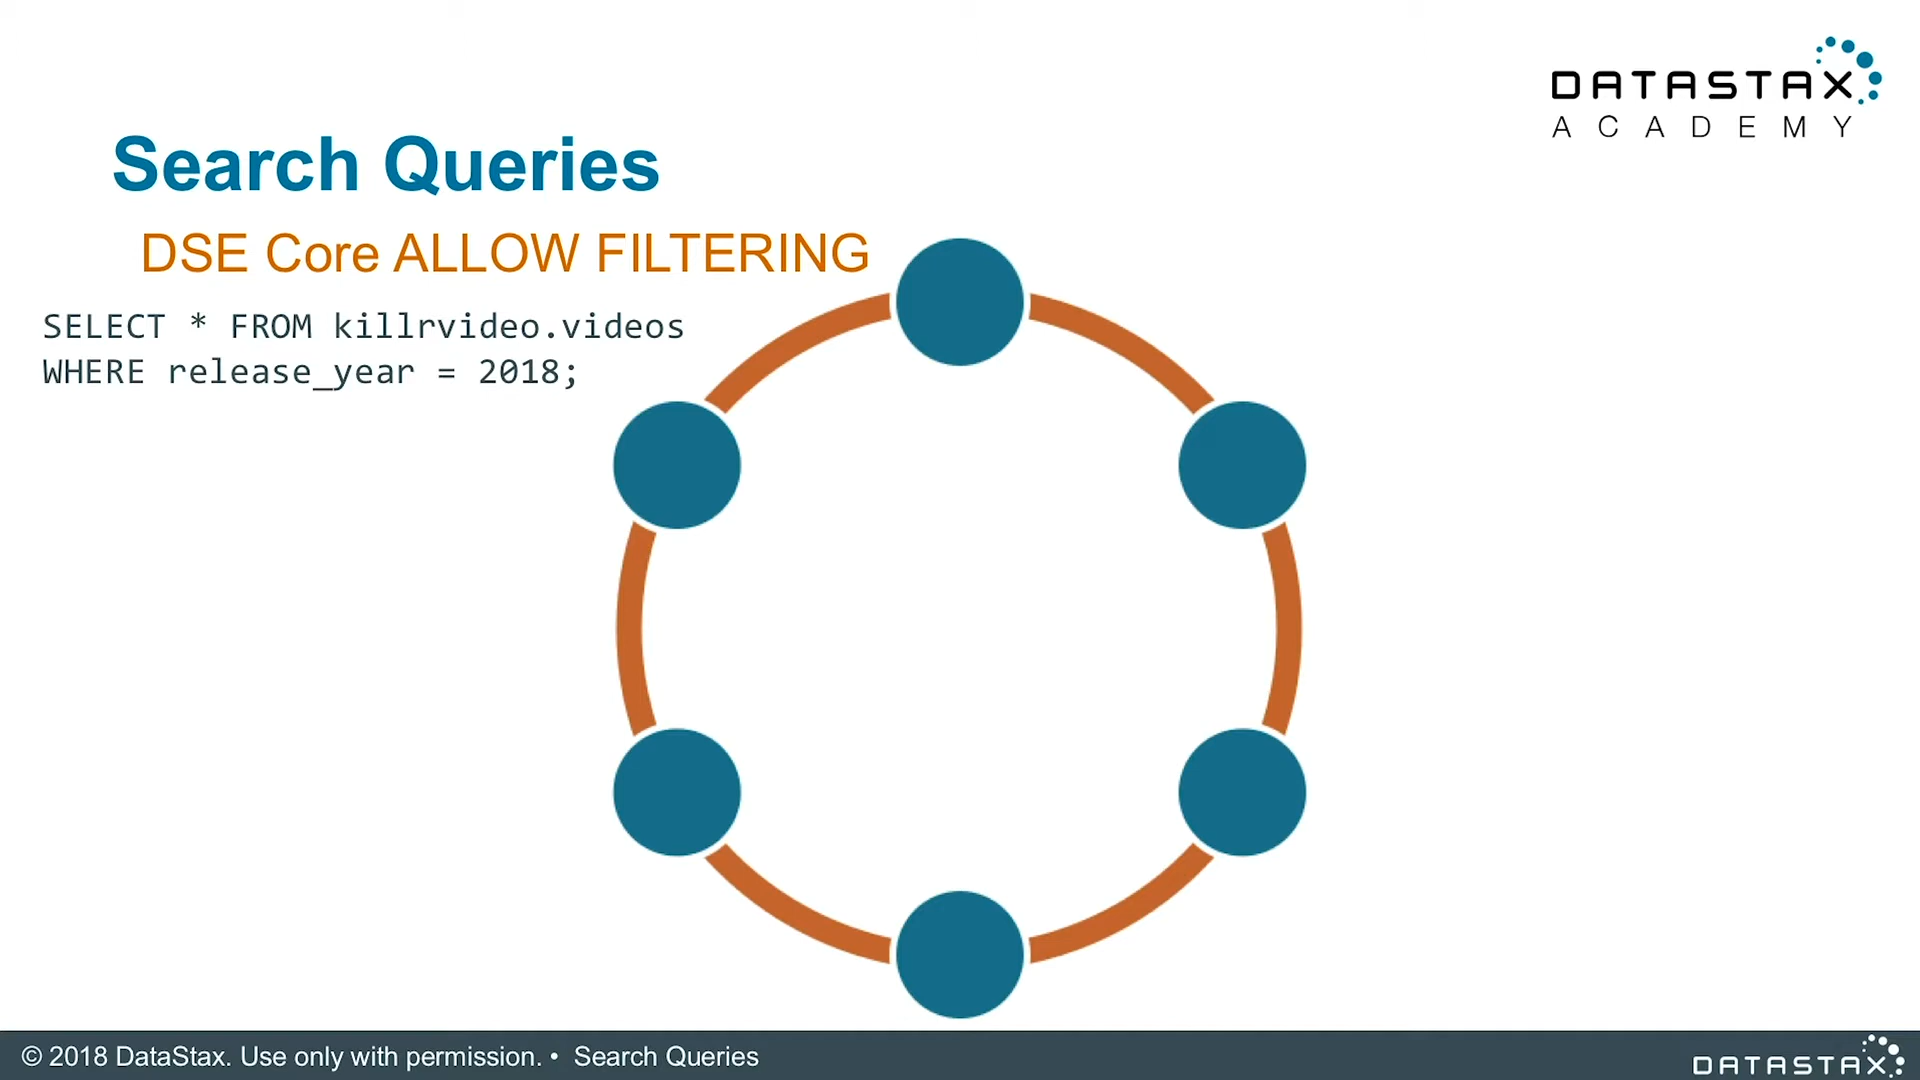 DATASTAX
ACADEMY
Search Queries
DSE Core ALLOW FILTERING
SELECT * FROM killrvideo.videos
WHERE release_year = 2018;
© 2018 DataStax. Use only with permission. • Search Queries
DATASTAX